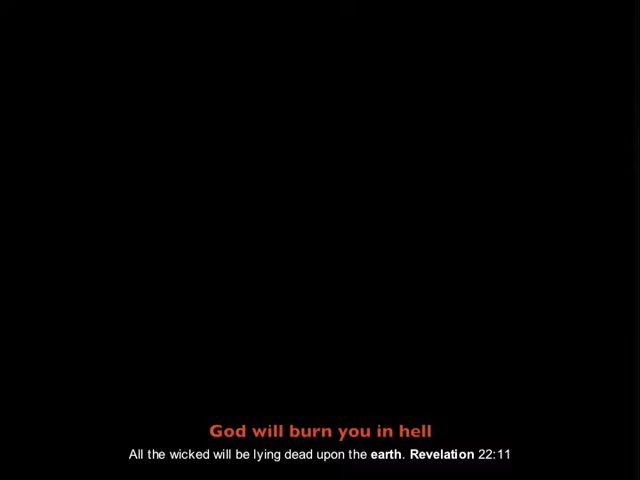 God will burn you in hell
All the wicked will be lying dead upon the earth. Revelation 22:11